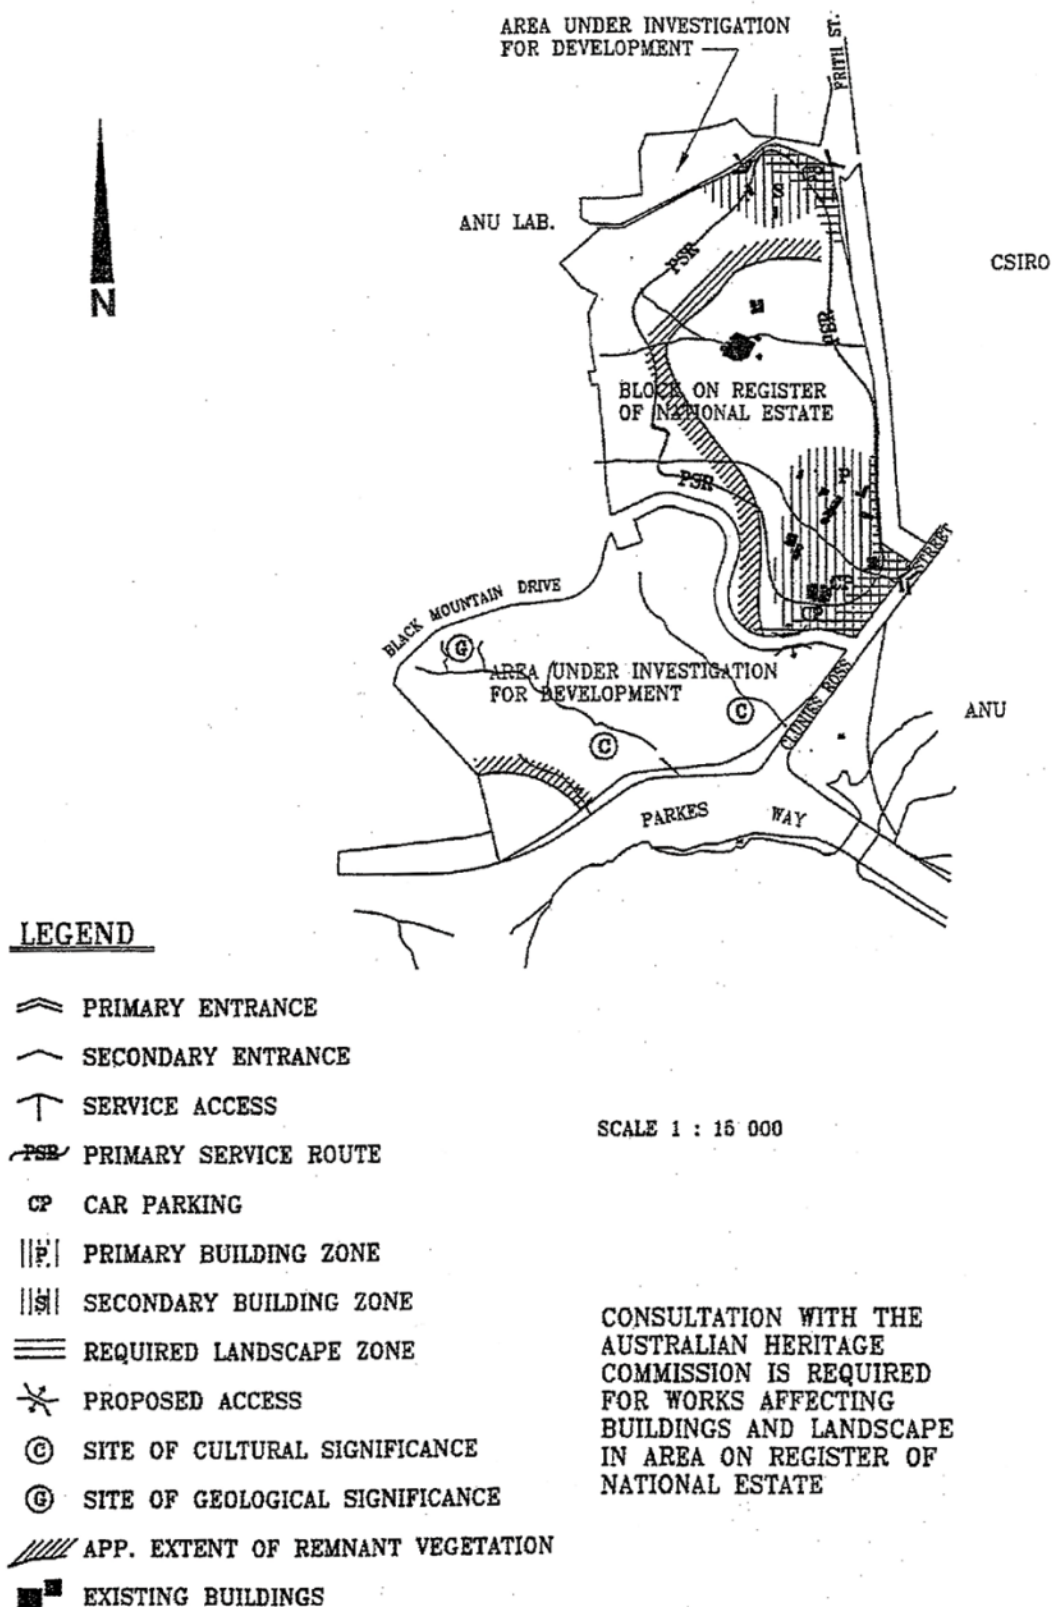 AREA UNDER INVESTIGATION
FOR DEVELOPMENT
FRITH ST.
N
ANU LAB.
S
PSR
CSIRO
PSR
BLOCK ON REGISTER
OF NATIONAL ESTATE
P
PSR
STREET
CP
CP
BLACK MOUNTAIN DRIVE
G
AREA UNDER INVESTIGATION
FOR DEVELOPMENT
CLUNIES ROSS
C
ANU
C
PARKES WAY
LEGEND
PRIMARY ENTRANCE
SECONDARY ENTRANCE
SERVICE ACCESS
SCALE 1 : 15 000
PSR PRIMARY SERVICE ROUTE
CP CAR PARKING
P PRIMARY BUILDING ZONE
S SECONDARY BUILDING ZONE
REQUIRED LANDSCAPE ZONE
PROPOSED ACCESS
C SITE OF CULTURAL SIGNIFICANCE
G SITE OF GEOLOGICAL SIGNIFICANCE
APP. EXTENT OF REMNANT VEGETATION
EXISTING BUILDINGS
CONSULTATION WITH THE
AUSTRALIAN HERITAGE
COMMISSION IS REQUIRED
FOR WORKS AFFECTING
BUILDINGS AND LANDSCAPE
IN AREA ON REGISTER OF
NATIONAL ESTATE